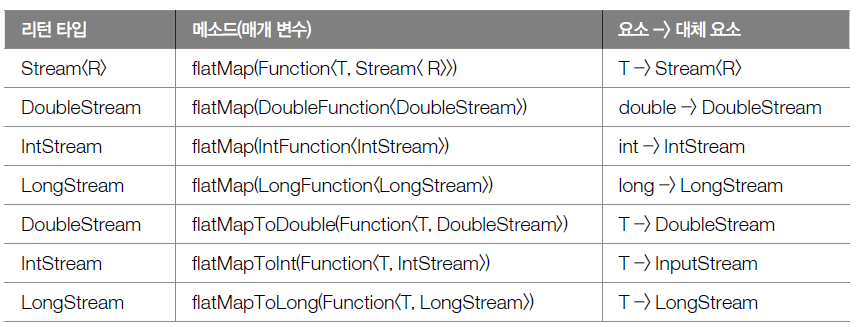 리턴 타입 메소드(매개 변수) 요소 -> 대체 요소
Stream<R> flatMap(Function<T, Stream< R>>) T -> Stream<R>
DoubleStream flatMap(DoubleFunction<DoubleStream>) double -> DoubleStream
IntStream flatMap(IntFunction<IntStream>) int -> IntStream
LongStream flatMap(LongFunction<LongStream>) long -> LongStream
DoubleStream flatMapToDouble(Function<T, DoubleStream>) T -> DoubleStream
IntStream flatMapToInt(Function<T, IntStream>) T -> InputStream
LongStream flatMapToLong(Function<T, LongStream>) T -> LongStream